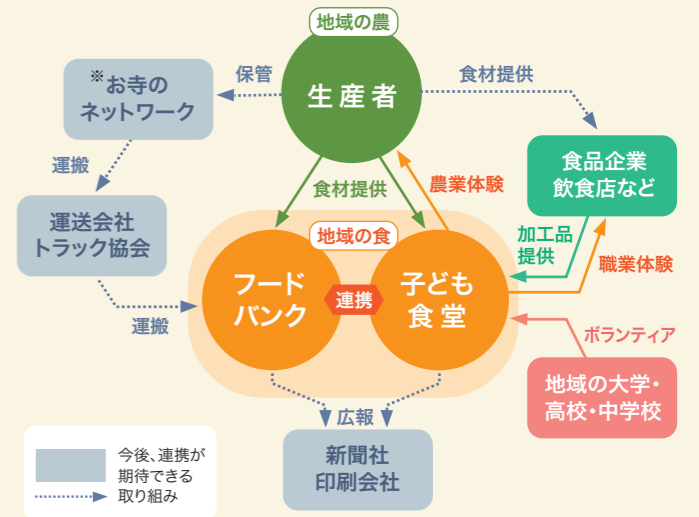 地域の農
生産者
※お寺の
ネットワーク
保管
食材提供
運搬
食品企業
飲食店など
運送会社
トラック協会
食材提供
農業体験
地域の食
加工品
提供
職業体験
フード
バンク
連携
子ども
食堂
運搬
ボランティア
地域の大学・
高校・中学校
広報
新聞社
印刷会社
今後、連携が
期待できる
取り組み